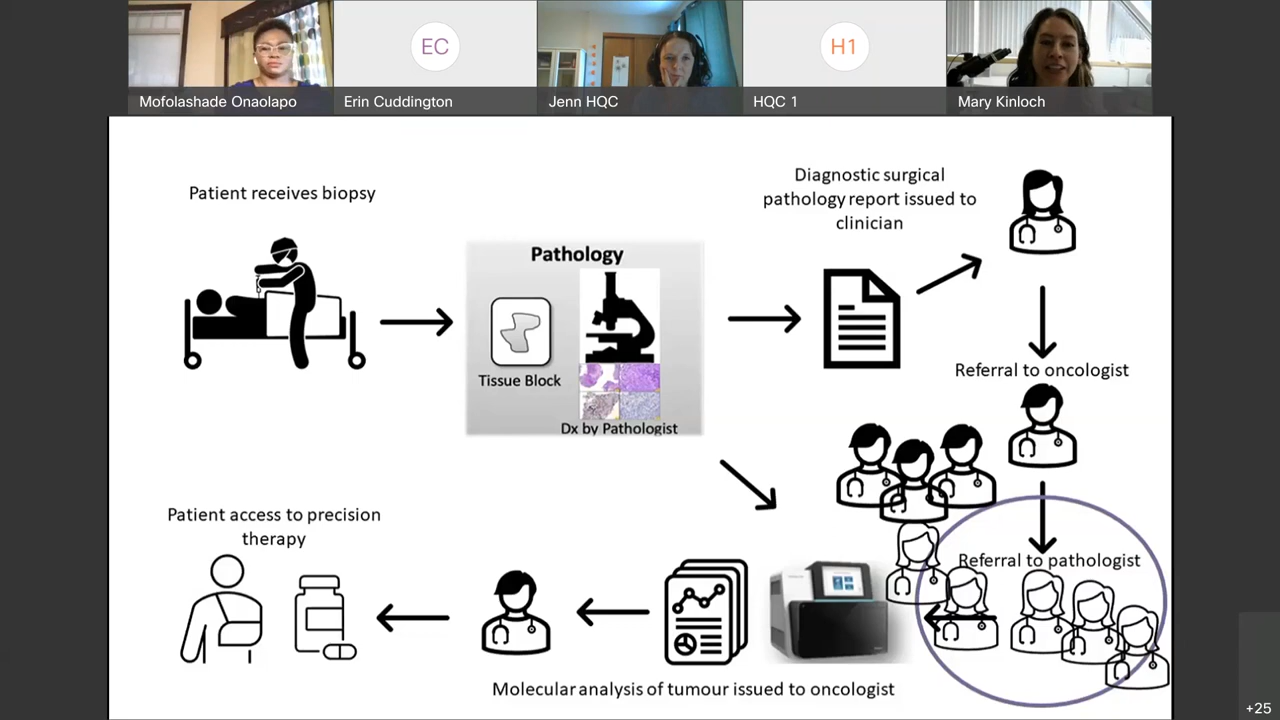 EC
H1
Mofolashade Onaolapo
Erin Cuddington
Jenn HQC
HQC 1
Mary Kinloch
Patient receives biopsy
Pathology
Tissue Block
Dx by Pathologist
Diagnostic surgical
pathology report issued to
clinician
Referral to oncologist
Referral to pathologist
Patient access to precision
therapy
Molecular analysis of tumour issued to oncologist
+25